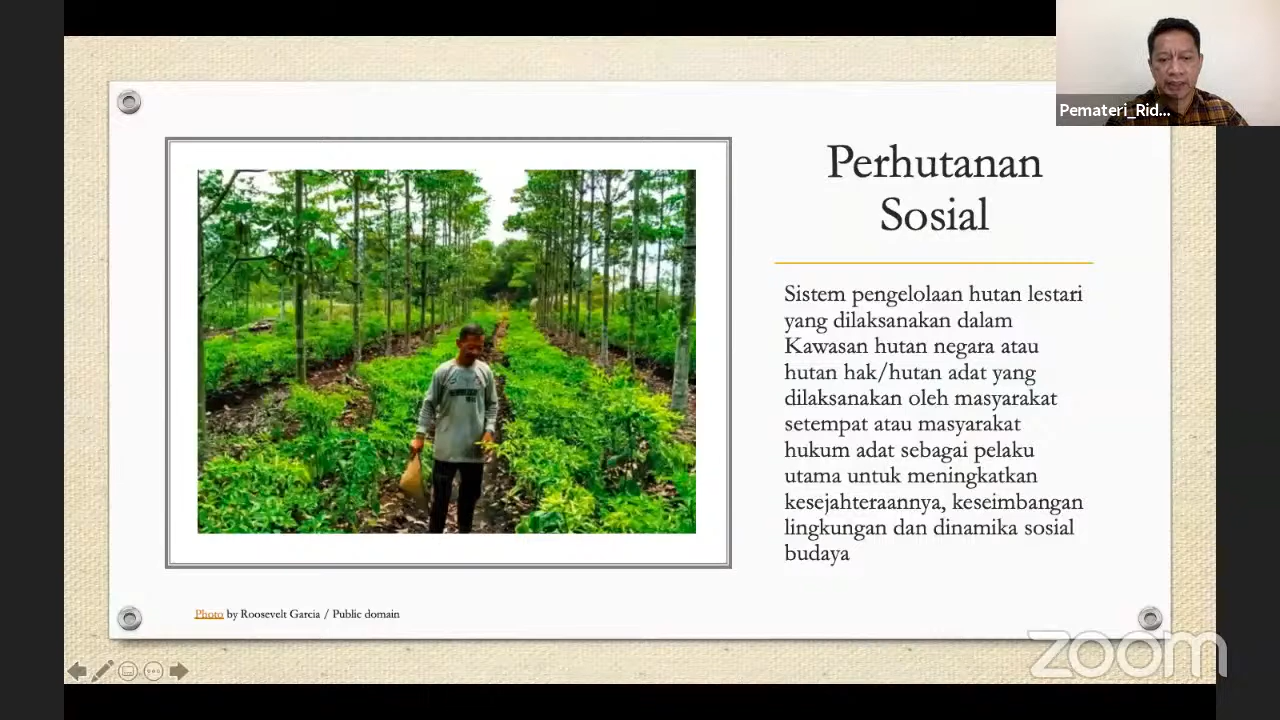 Pemateri_Rid...
Perhutanan
Sosial
Sistem pengelolaan hutan lestari
yang dilaksanakan dalam
Kawasan hutan negara atau
hutan hak/hutan adat yang
dilaksanakan oleh masyarakat
setempat atau masyarakat
hukum adat sebagai pelaku
utama untuk meningkatkan
kesejahteraannya, keseimbangan
lingkungan dan dinamika sosial
budaya
Photo by Roosevelt Garcia / Public domain
zoom